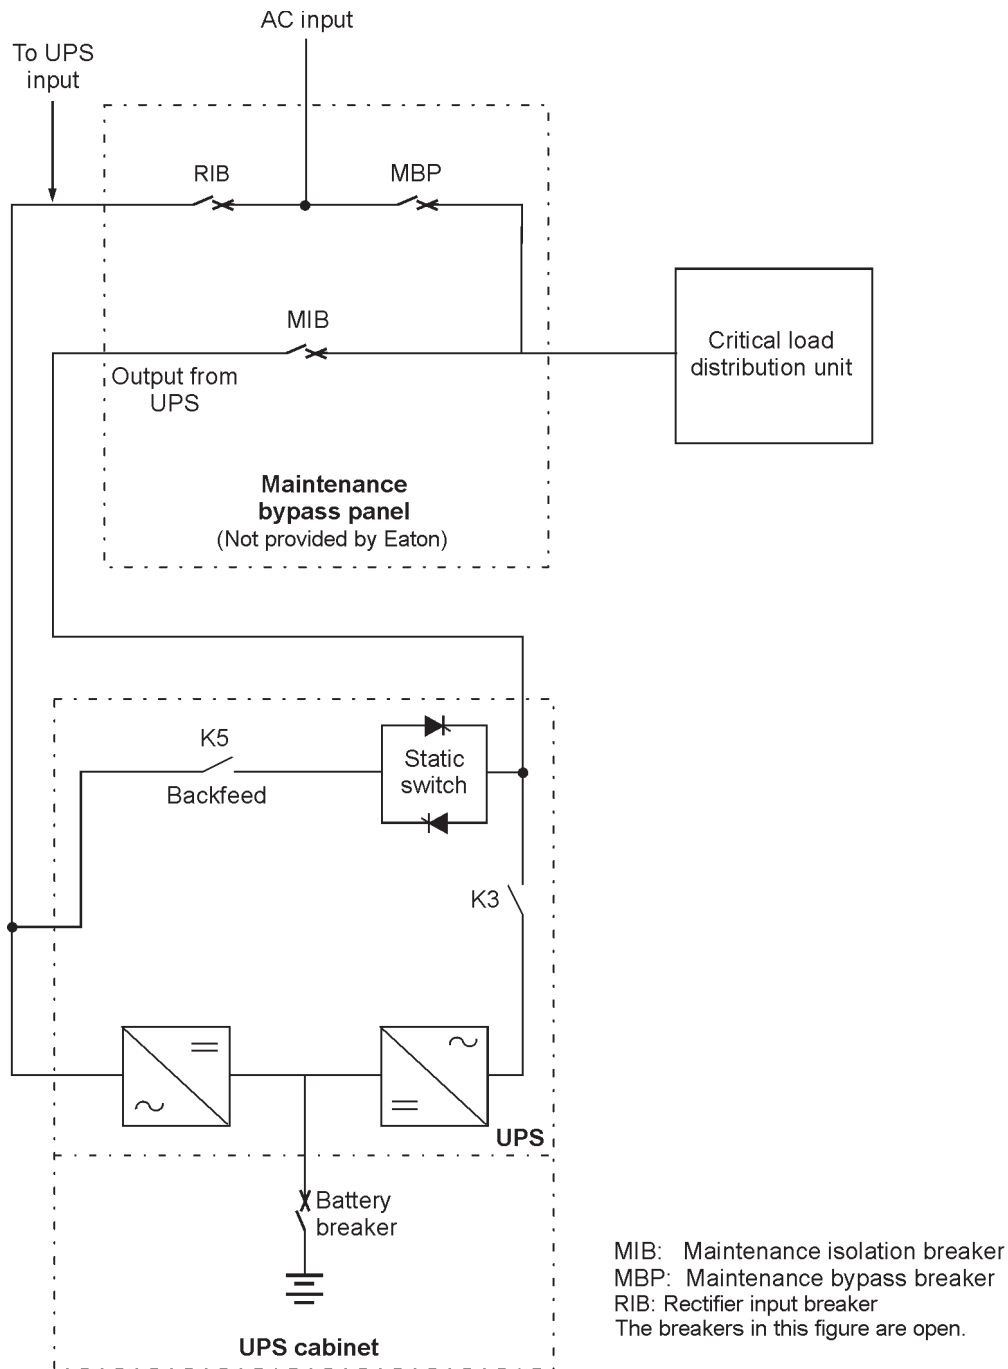 AC input
To UPS
input
RIB
MBP
MIB
Output from
UPS
Critical load
distribution unit
Maintenance
bypass panel
(Not provided by Eaton)
K5
Backfeed
Static
switch
K3
UPS
Battery
breaker
UPS cabinet
MIB: Maintenance isolation breaker
MBP: Maintenance bypass breaker
RIB: Rectifier input breaker
The breakers in this figure are open.